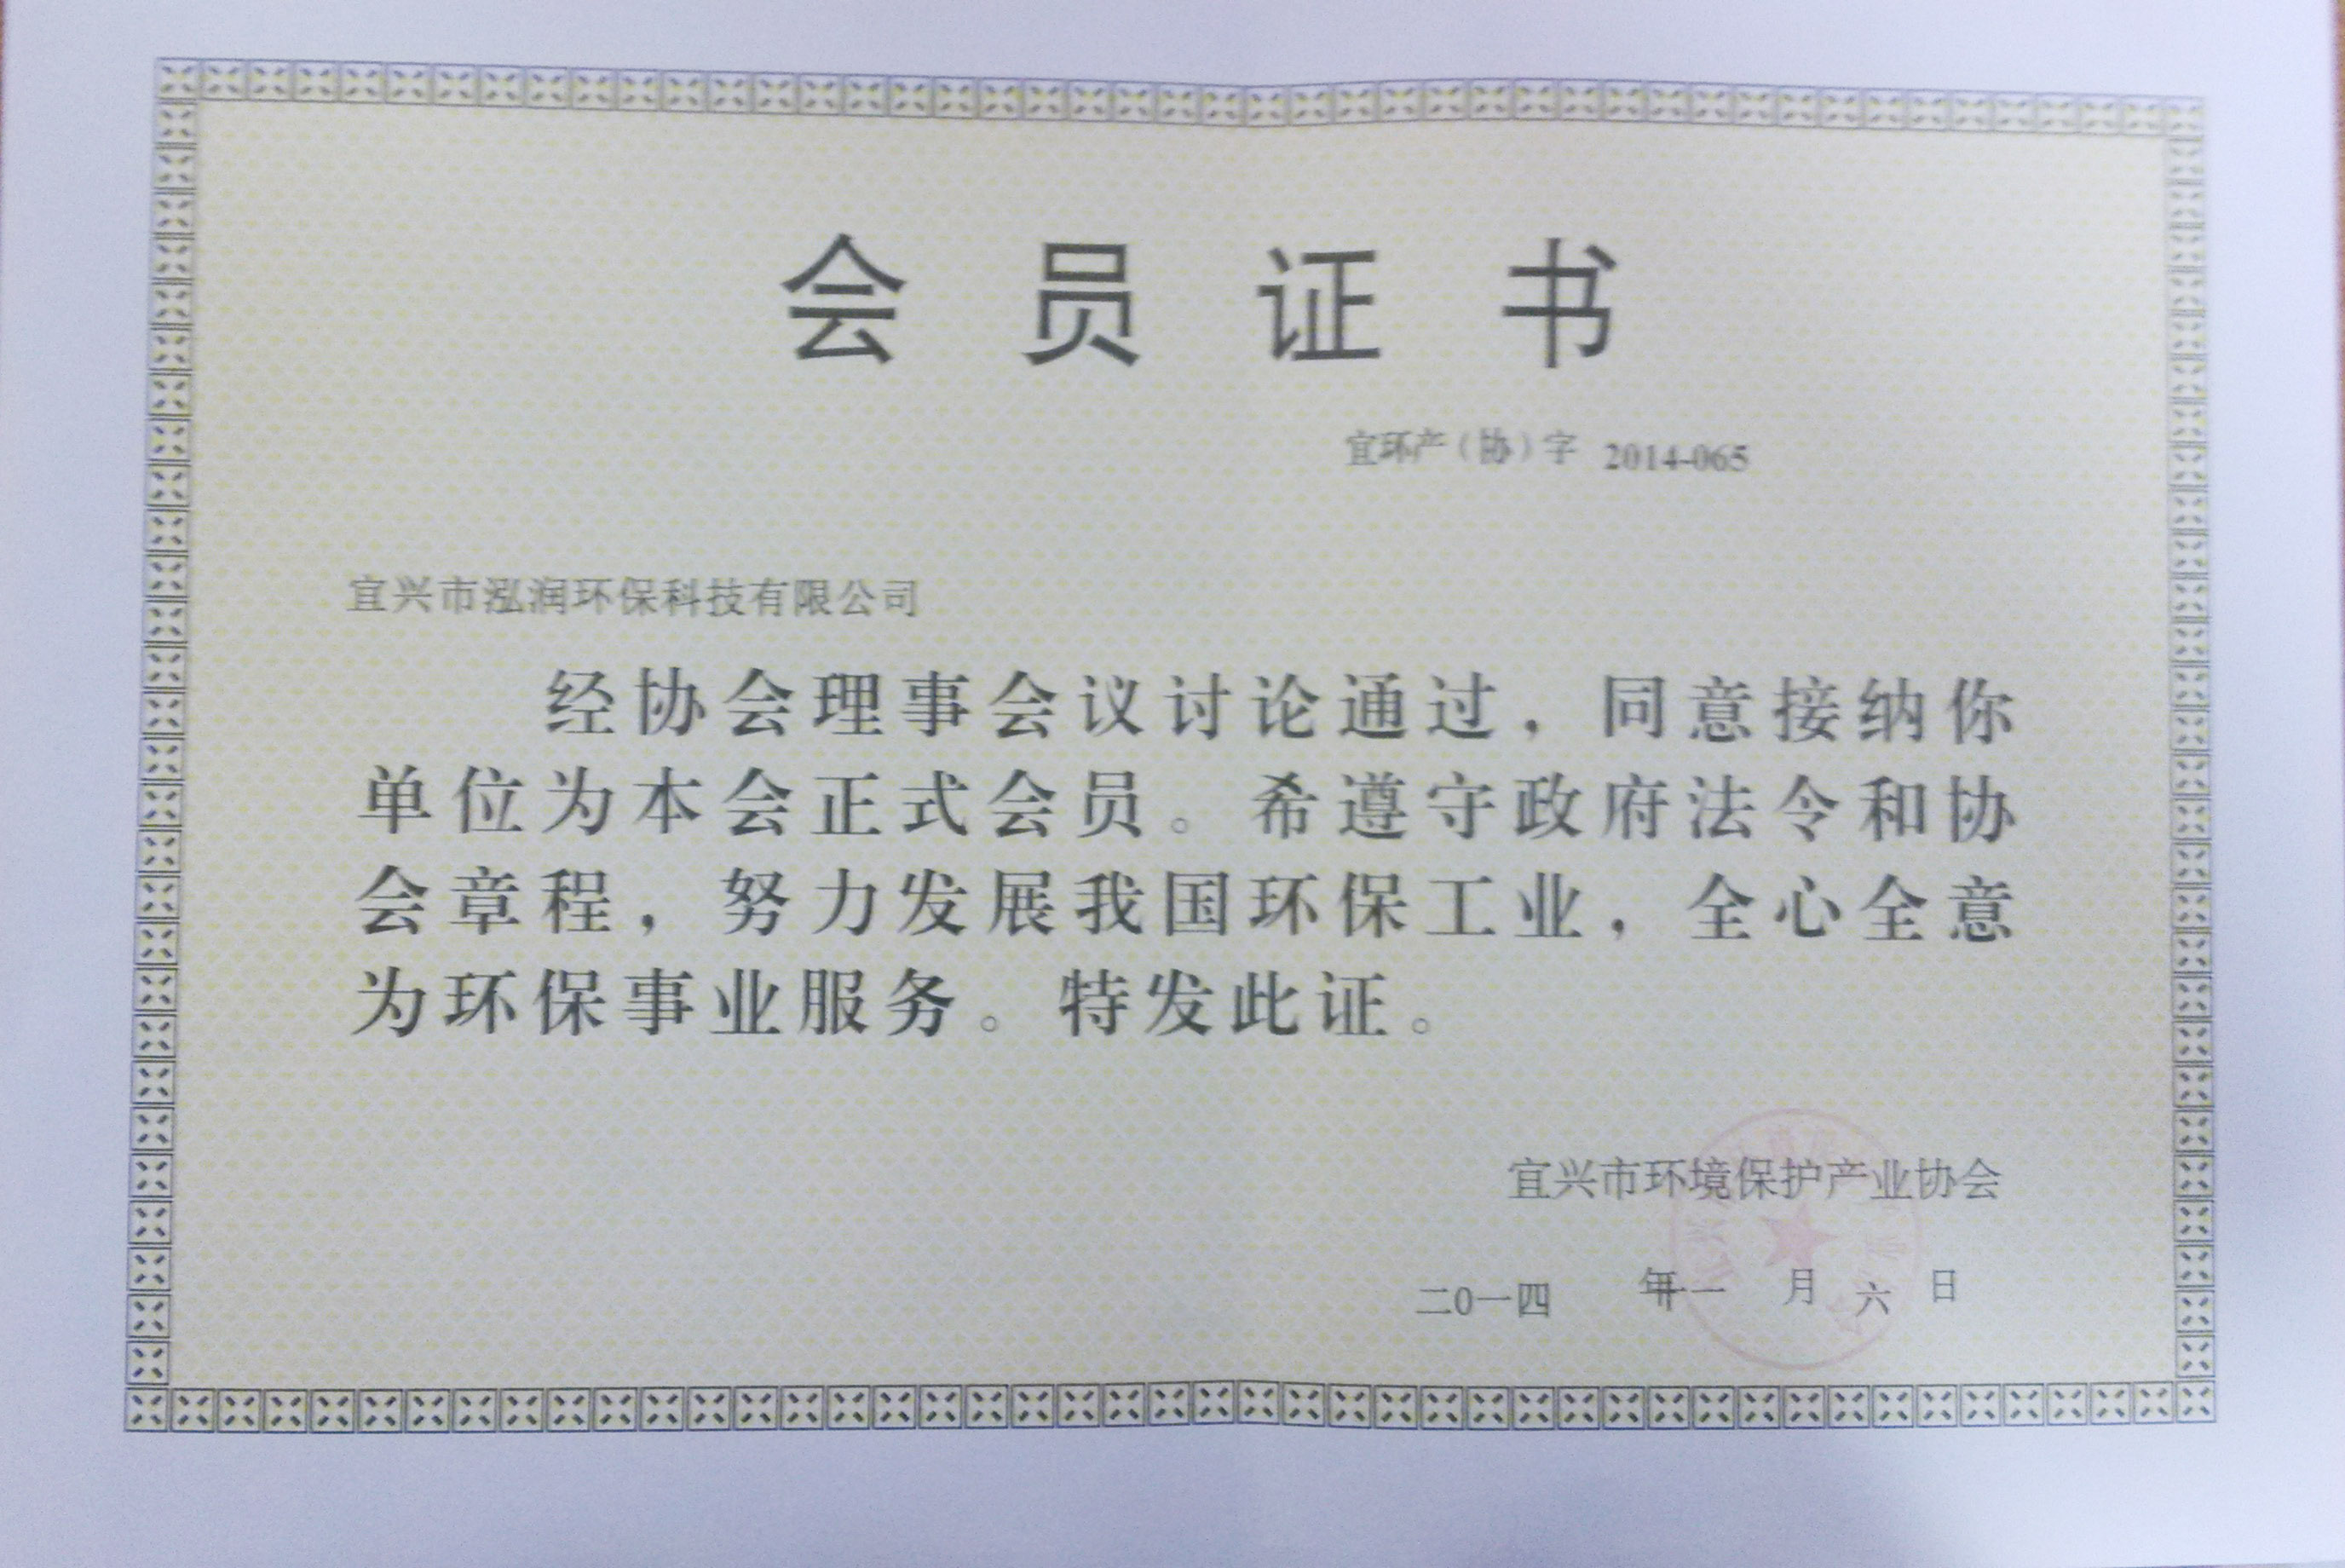 会员证书
宜环产（协）字 2014-065
宜兴市泓润环保科技有限公司
经协会理事会议讨论通过，同意接纳你
单位为本会正式会员。希遵守政府法令和协
会章程，努力发展我国环保工业，全心全意
为环保事业服务。特发此证。
宜兴市环境保护产业协会
二0一四 年十一 月 六 日